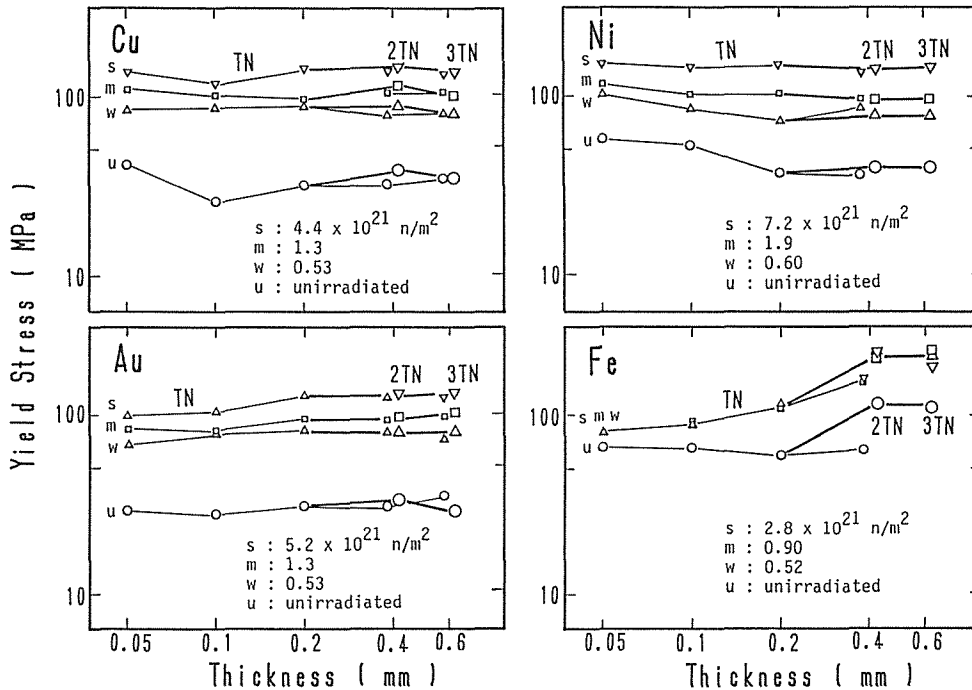 Cu
TN
2TN
3TN
s
m
w
u
100
10
s : 4.4 x 10^21 n/m^2
m : 1.3
w : 0.53
u : unirradiated
Ni
TN
2TN
3TN
s
m
w
u
100
10
s : 7.2 x 10^21 n/m^2
m : 1.9
w : 0.60
u : unirradiated
Yield Stress ( MPa )
Au
TN
2TN
3TN
s
m
w
u
100
10
s : 5.2 x 10^21 n/m^2
m : 1.3
w : 0.53
u : unirradiated
0.05 0.1 0.2 0.4 0.6
Thickness ( mm )
Fe
TN
2TN
3TN
s m w
u
100
10
s : 2.8 x 10^21 n/m^2
m : 0.90
w : 0.52
u : unirradiated
0.05 0.1 0.2 0.4 0.6
Thickness ( mm )